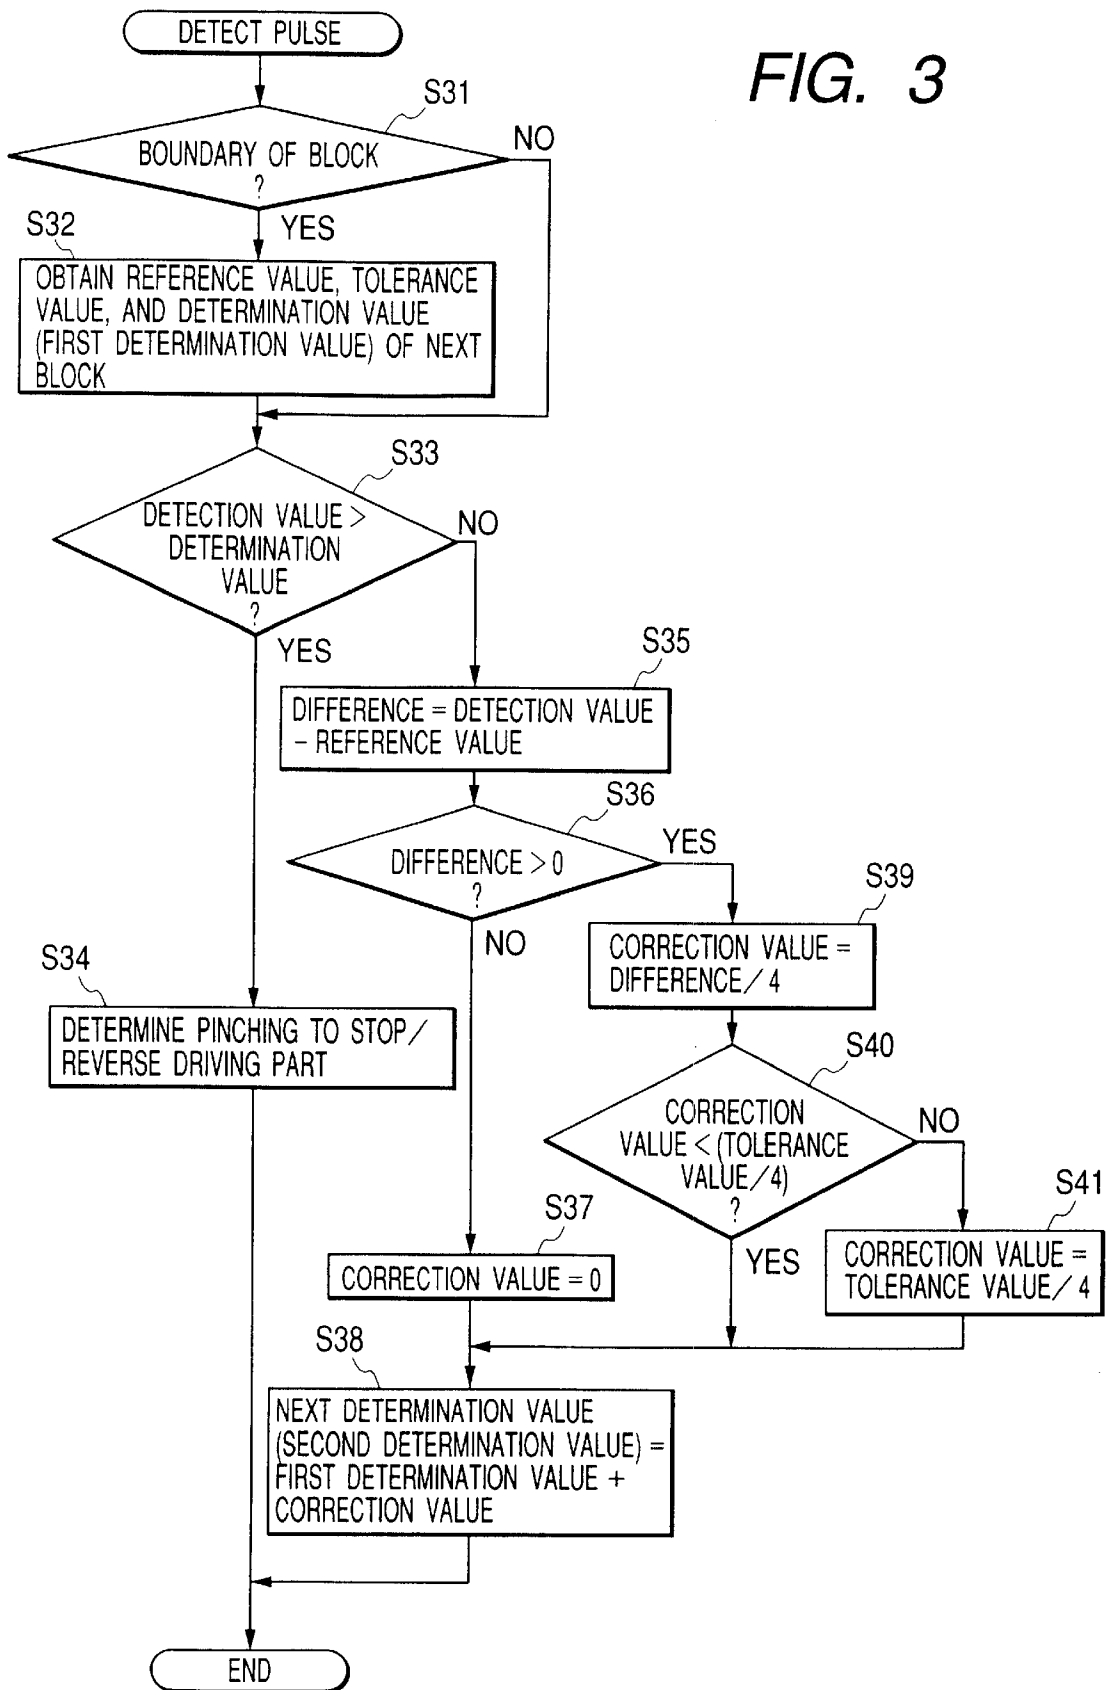 DETECT PULSE
FIG. 3
S31
BOUNDARY OF BLOCK
?
NO
YES
S32
OBTAIN REFERENCE VALUE, TOLERANCE
VALUE, AND DETERMINATION VALUE
(FIRST DETERMINATION VALUE) OF NEXT
BLOCK
S33
DETECTION VALUE >
DETERMINATION
VALUE
?
NO
YES
S35
DIFFERENCE = DETECTION VALUE
- REFERENCE VALUE
S36
DIFFERENCE > 0
?
YES
NO
S39
CORRECTION VALUE =
DIFFERENCE / 4
S34
DETERMINE PINCHING TO STOP/
REVERSE DRIVING PART
S40
CORRECTION
VALUE < (TOLERANCE
VALUE / 4)
?
NO
YES
S41
CORRECTION VALUE =
TOLERANCE VALUE / 4
S37
CORRECTION VALUE = 0
S38
NEXT DETERMINATION VALUE
(SECOND DETERMINATION VALUE) =
FIRST DETERMINATION VALUE +
CORRECTION VALUE
END